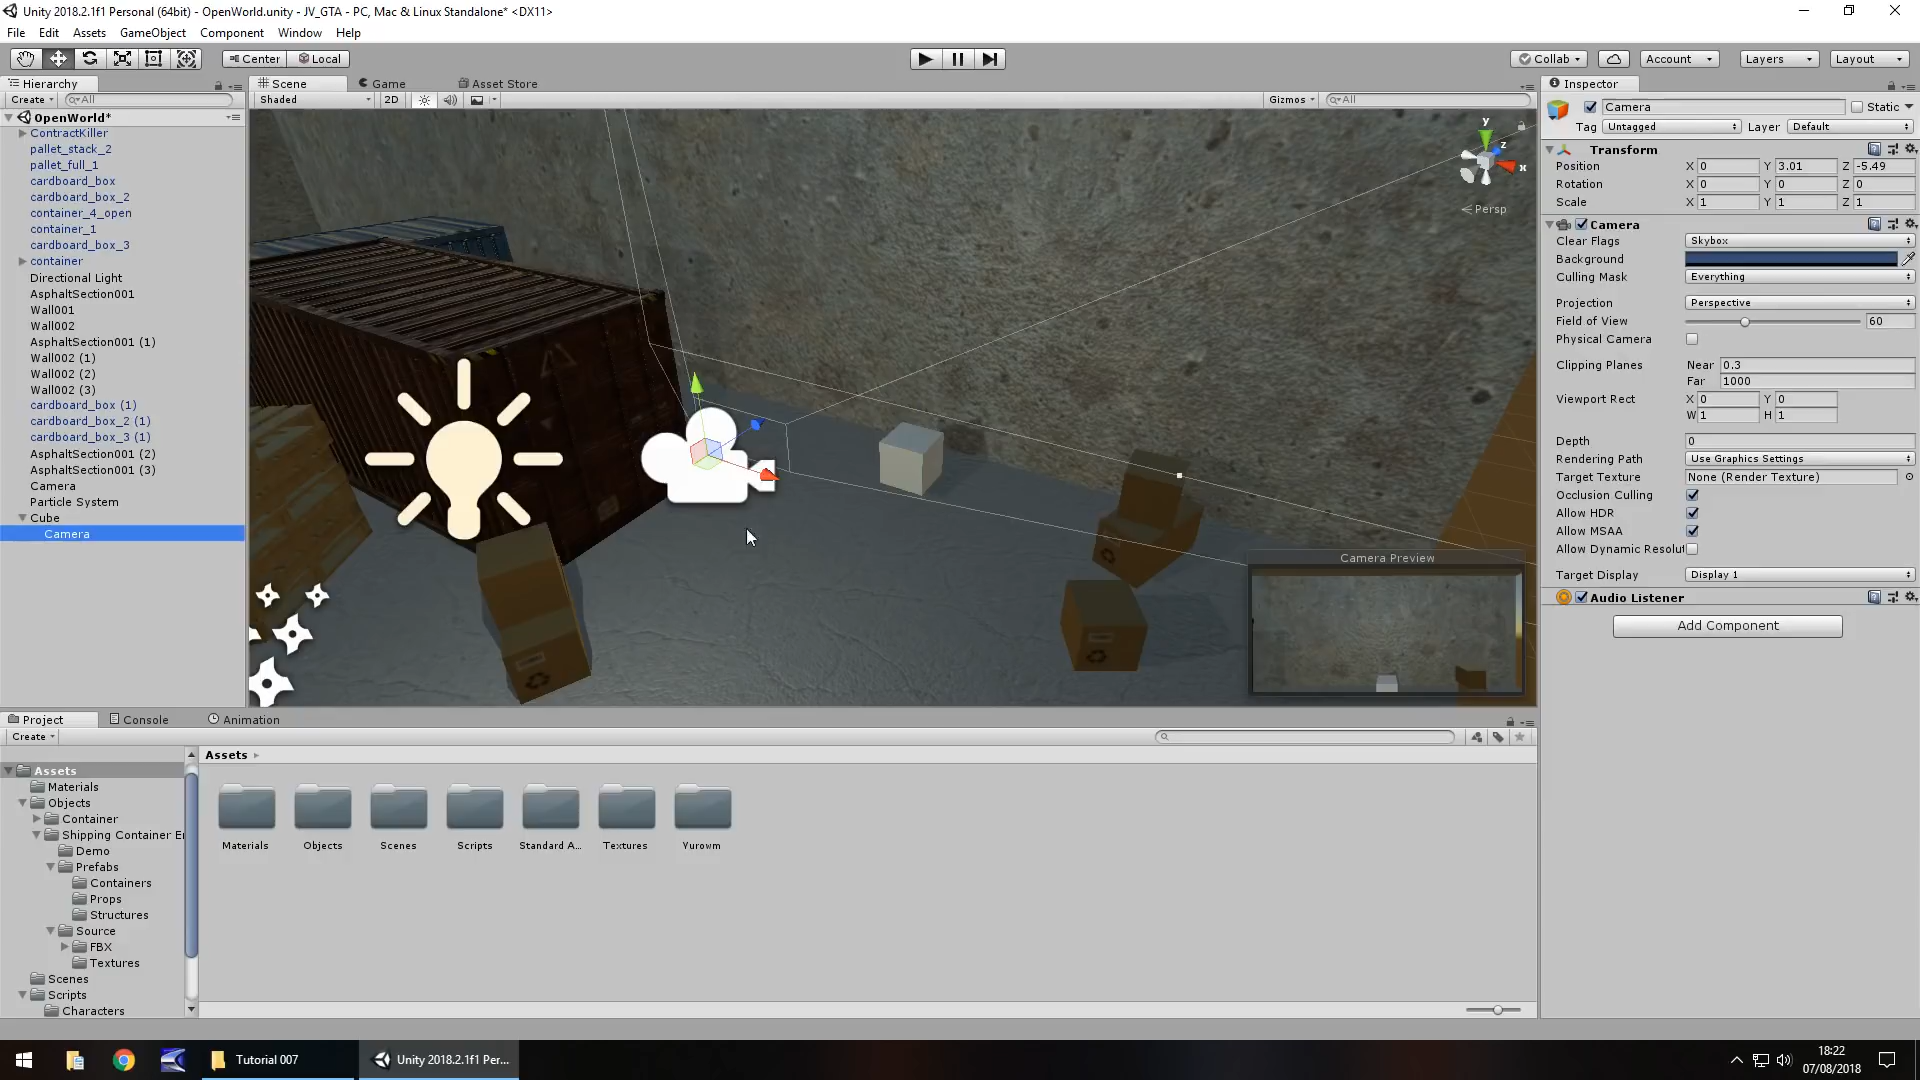 Unity 2018.2.1f1 Personal (64bit) - OpenWorld.unity - JV_GTA - PC, Mac & Linux Standalone* <DX11>
File Edit Assets GameObject Component Window Help
Center Local Collab Account Layers Layout
Hierarchy
Create All
OpenWorld*
ContractKiller
pallet_stack_2
pallet_full_1
cardboard_box
cardboard_box_2
container_4_open
container_1
cardboard_box_3
container
Directional Light
AsphaltSection001
Wall001
Wall002
AsphaltSection001 (1)
Wall002 (1)
Wall002 (2)
Wall002 (3)
cardboard_box (1)
cardboard_box_2 (1)
cardboard_box_3 (1)
AsphaltSection001 (2)
AsphaltSection001 (3)
Camera
Particle System
Cube
Camera
Scene Game Asset Store
Shaded 2D Gizmos All
y
z
x
Persp
Camera Preview
Inspector
Camera Static
Tag Untagged Layer Default
Transform
Position X 0 Y 3.01 Z -5.49
Rotation X 0 Y 0 Z 0
Scale X 1 Y 1 Z 1
Camera
Clear Flags Skybox
Background
Culling Mask Everything
Projection Perspective
Field of View 60
Physical Camera
Clipping Planes Near 0.3
Far 1000
Viewport Rect X 0 Y 0
W 1 H 1
Depth 0
Rendering Path Use Graphics Settings
Target Texture None (Render Texture)
Occlusion Culling
Allow HDR
Allow MSAA
Allow Dynamic Resolut
Target Display Display 1
Audio Listener
Add Component
Project Console Animation
Create
Assets
Materials
Objects
Container
Shipping Container En
Demo
Prefabs
Containers
Props
Structures
Source
FBX
Textures
Scenes
Scripts
Characters
Assets
Materials Objects Scenes Scripts Standard A... Textures Yurowm
Tutorial 007
Unity 2018.2.1f1 Per...
18:22
07/08/2018